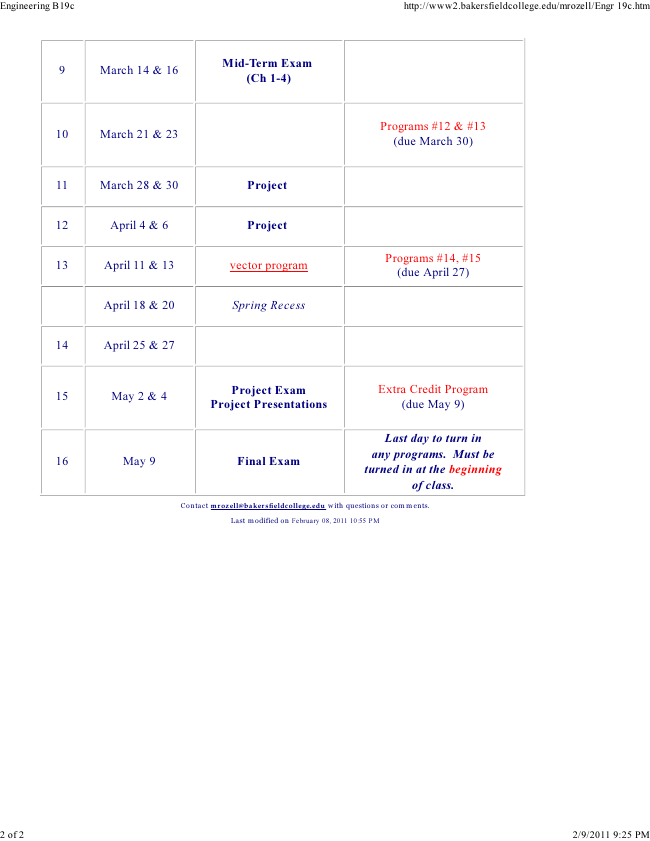 Engineering B19c
http://www2.bakersfieldcollege.edu/mrozell/Engr 19c.htm
9
March 14 & 16
Mid-Term Exam
(Ch 1-4)
10
March 21 & 23
Programs #12 & #13
(due March 30)
11
March 28 & 30
Project
12
April 4 & 6
Project
13
April 11 & 13
vector program
Programs #14, #15
(due April 27)
April 18 & 20
Spring Recess
14
April 25 & 27
15
May 2 & 4
Project Exam
Project Presentations
Extra Credit Program
(due May 9)
16
May 9
Final Exam
Last day to turn in
any programs.  Must be
turned in at the beginning
of class.
Contact mrozell@bakersfieldcollege.edu with questions or comments.
Last modified on February 08, 2011 10:55 PM
2 of 2
2/9/2011 9:25 PM